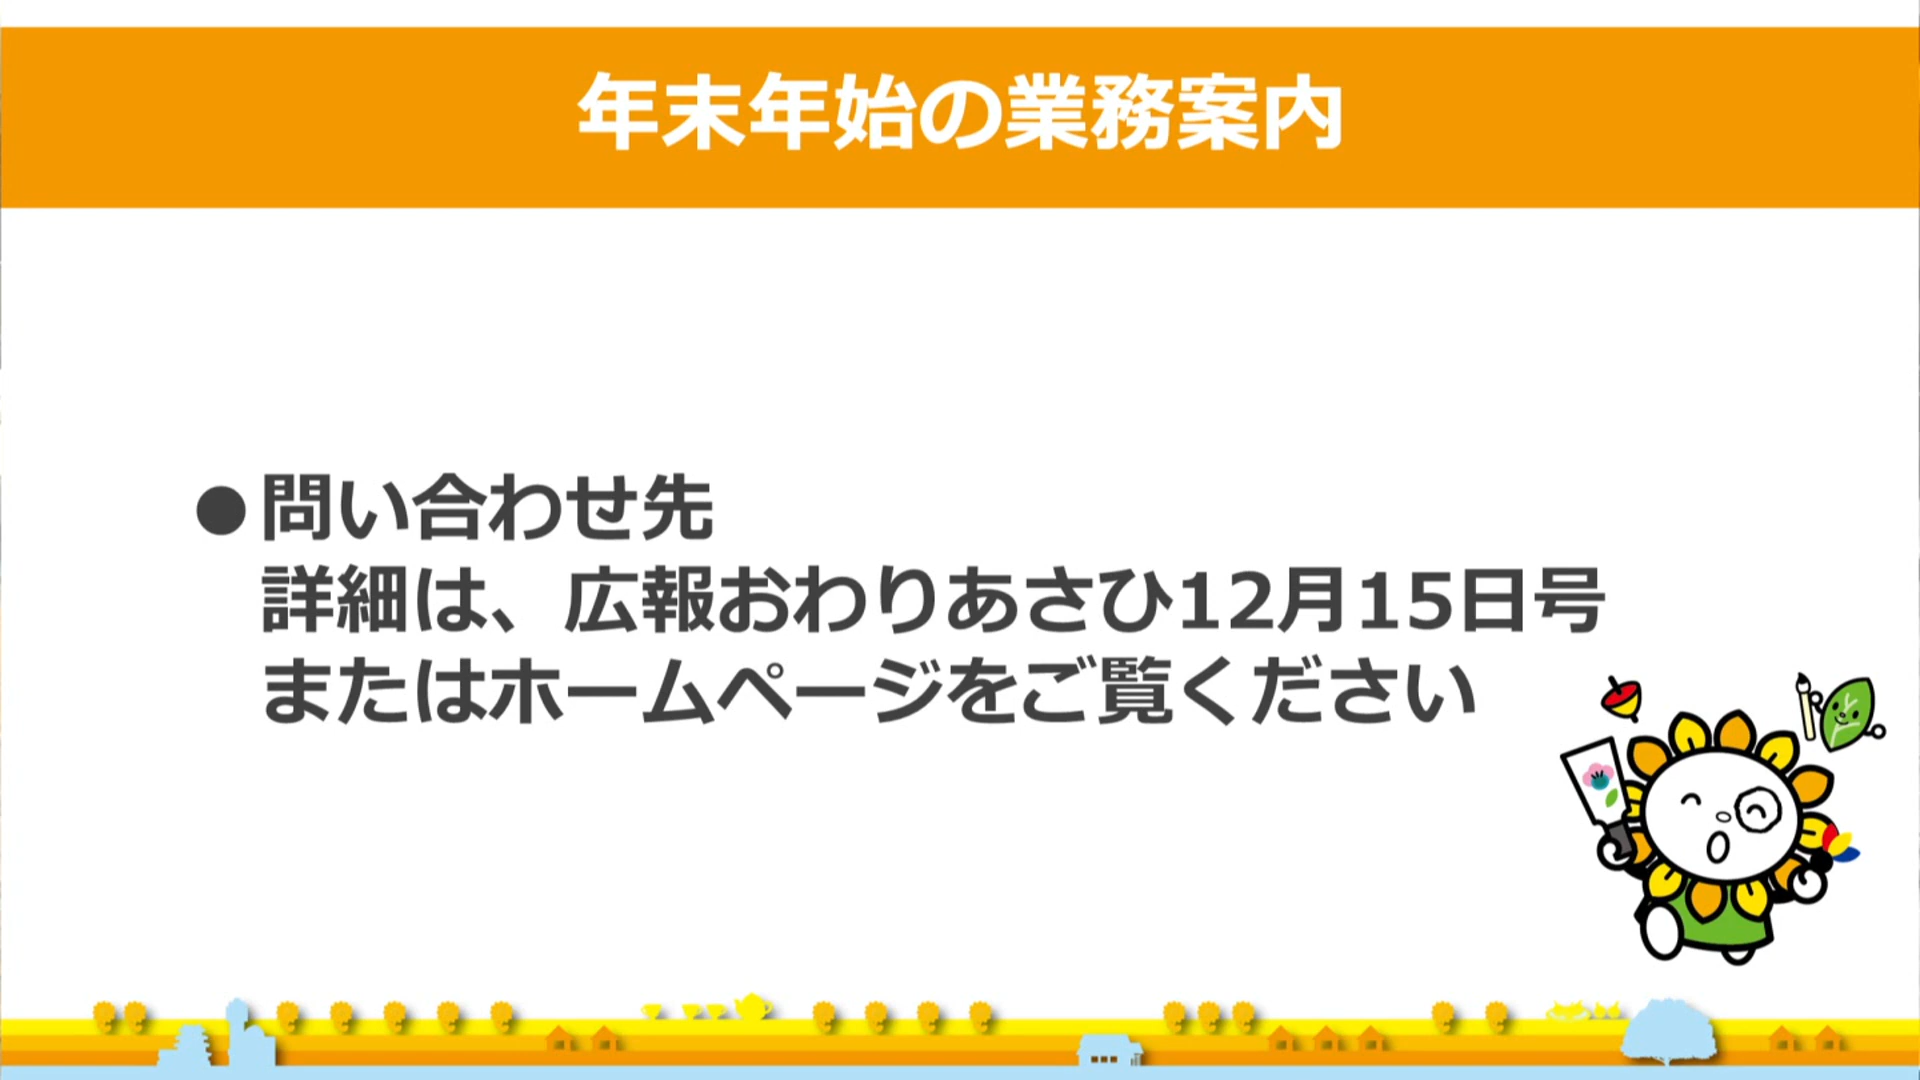 年末年始の業務案内
●問い合わせ先
詳細は、広報おわりあさひ12月15日号
またはホームページをご覧ください